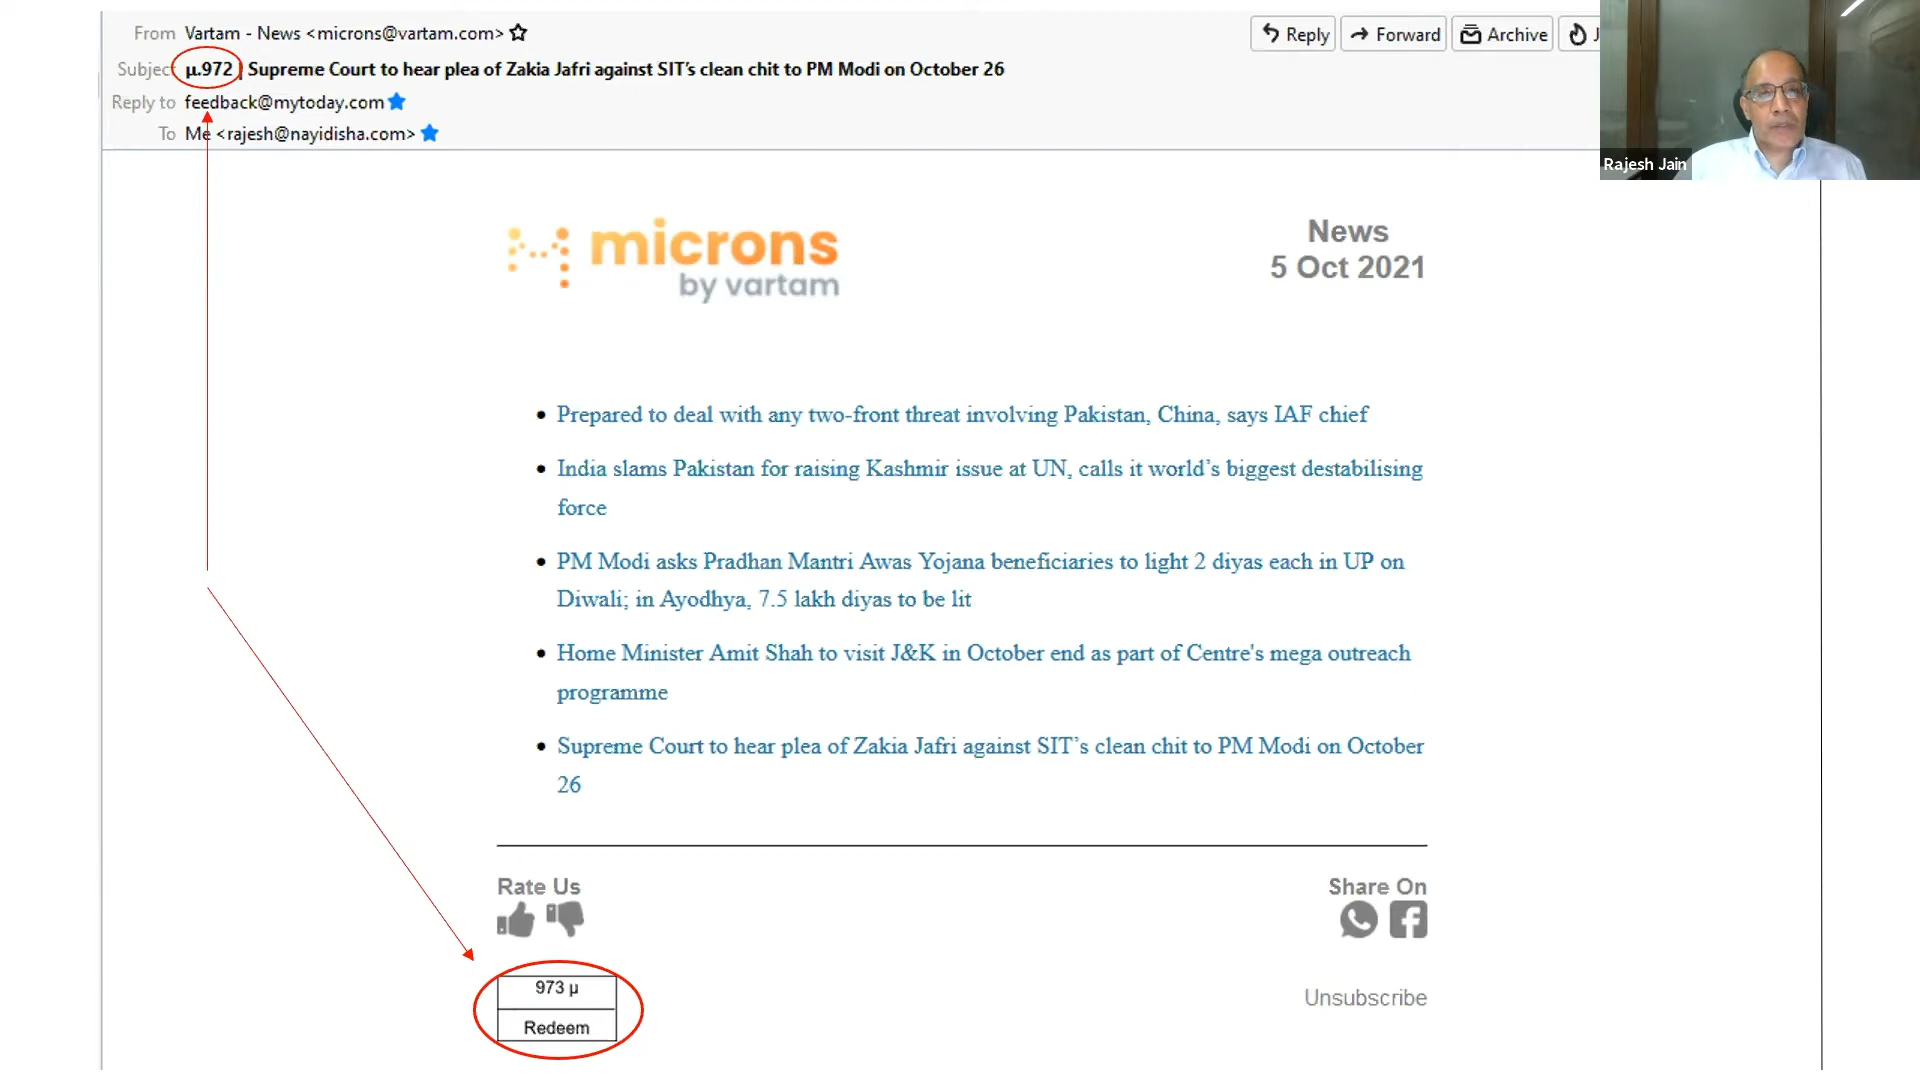 From Vartam - News <microns@vartam.com>
Reply Forward Archive J
Subject μ.972 | Supreme Court to hear plea of Zakia Jafri against SIT's clean chit to PM Modi on October 26
Reply to feedback@mytoday.com
To Me <rajesh@nayidisha.com>
Rajesh Jain
microns
by vartam
News
5 Oct 2021
Prepared to deal with any two-front threat involving Pakistan, China, says IAF chief
India slams Pakistan for raising Kashmir issue at UN, calls it world's biggest destabilising
force
PM Modi asks Pradhan Mantri Awas Yojana beneficiaries to light 2 diyas each in UP on
Diwali; in Ayodhya, 7.5 lakh diyas to be lit
Home Minister Amit Shah to visit J&K in October end as part of Centre's mega outreach
programme
Supreme Court to hear plea of Zakia Jafri against SIT's clean chit to PM Modi on October
26
Rate Us
Share On
973 μ
Redeem
Unsubscribe